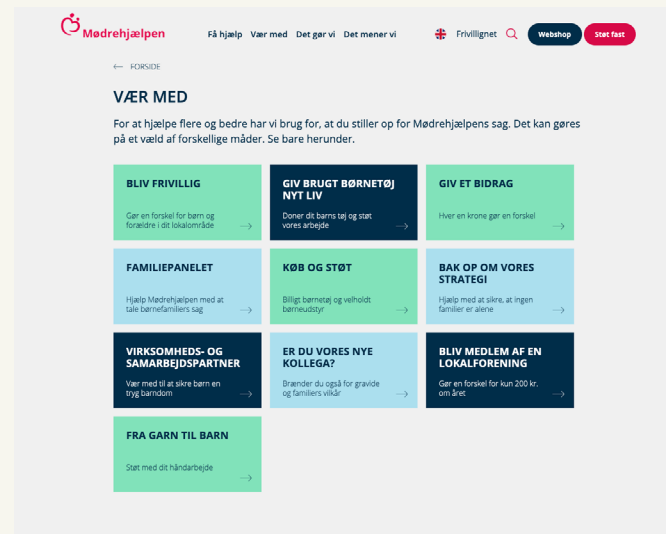 Mødrehjælpen
Få hjælp Vær med Det gør vi Det mener vi
Frivillignet
Webshop
Støt fast
← FORSIDE
VÆR MED
For at hjælpe flere og bedre har vi brug for, at du stiller op for Mødrehjælpens sag. Det kan gøres
på et væld af forskellige måder. Se bare herunder.
BLIV FRIVILLIG
Gør en forskel for børn og
forældre i dit lokalområde
GIV BRUGT BØRNETØJ
NYT LIV
Doner dit barns tøj og støt
vores arbejde
GIV ET BIDRAG
Hver en krone gør en forskel
FAMILIEPANELET
Hjælp Mødrehjælpen med at
tale børnefamiliers sag
KØB OG STØT
Billigt børnetøj og velholdt
børneudstyr
BAK OP OM VORES
STRATEGI
Hjælp med at sikre, at ingen
familier er alene
VIRKSOMHEDS- OG
SAMARBEJDSPARTNER
Vær med til at sikre børn en
tryg barndom
ER DU VORES NYE
KOLLEGA?
Brænder du også for gravide
og familiers vilkår
BLIV MEDLEM AF EN
LOKALFORENING
Gør en forskel for kun 200 kr.
om året
FRA GARN TIL BARN
Støt med dit håndarbejde